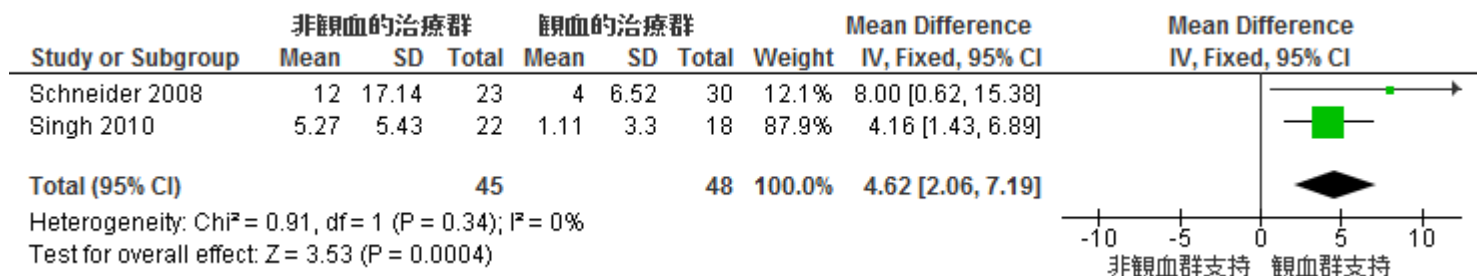 非観血的治療群 観血的治療群 Mean Difference Mean Difference
Study or Subgroup Mean SD Total Mean SD Total Weight IV, Fixed, 95% CI IV, Fixed, 95% CI
Schneider 2008 12 17.14 23 4 6.52 30 12.1% 8.00 [0.62, 15.38]
Singh 2010 5.27 5.43 22 1.11 3.3 18 87.9% 4.16 [1.43, 6.89]
Total (95% CI) 45 48 100.0% 4.62 [2.06, 7.19]
Heterogeneity: Chi² = 0.91, df = 1 (P = 0.34); I² = 0%
Test for overall effect: Z = 3.53 (P = 0.0004)
-10 -5 0 5 10
非観血群支持 観血群支持